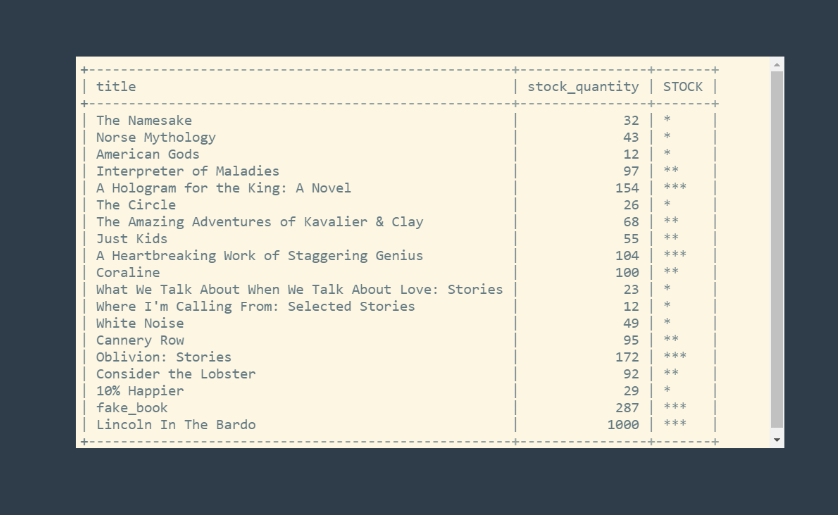 +-----------------------------------------------------+----------------+-------+
| title                                               | stock_quantity | STOCK |
+-----------------------------------------------------+----------------+-------+
| The Namesake                                        |             32 | *     |
| Norse Mythology                                     |             43 | *     |
| American Gods                                       |             12 | *     |
| Interpreter of Maladies                             |             97 | **    |
| A Hologram for the King: A Novel                    |            154 | ***   |
| The Circle                                          |             26 | *     |
| The Amazing Adventures of Kavalier & Clay           |             68 | **    |
| Just Kids                                           |             55 | **    |
| A Heartbreaking Work of Staggering Genius           |            104 | ***   |
| Coraline                                            |            100 | **    |
| What We Talk About When We Talk About Love: Stories |             23 | *     |
| Where I'm Calling From: Selected Stories            |             12 | *     |
| White Noise                                         |             49 | *     |
| Cannery Row                                         |             95 | **    |
| Oblivion: Stories                                   |            172 | ***   |
| Consider the Lobster                                |             92 | **    |
| 10% Happier                                         |             29 | *     |
| fake_book                                           |            287 | ***   |
| Lincoln In The Bardo                                |           1000 | ***   |
+-----------------------------------------------------+----------------+-------+